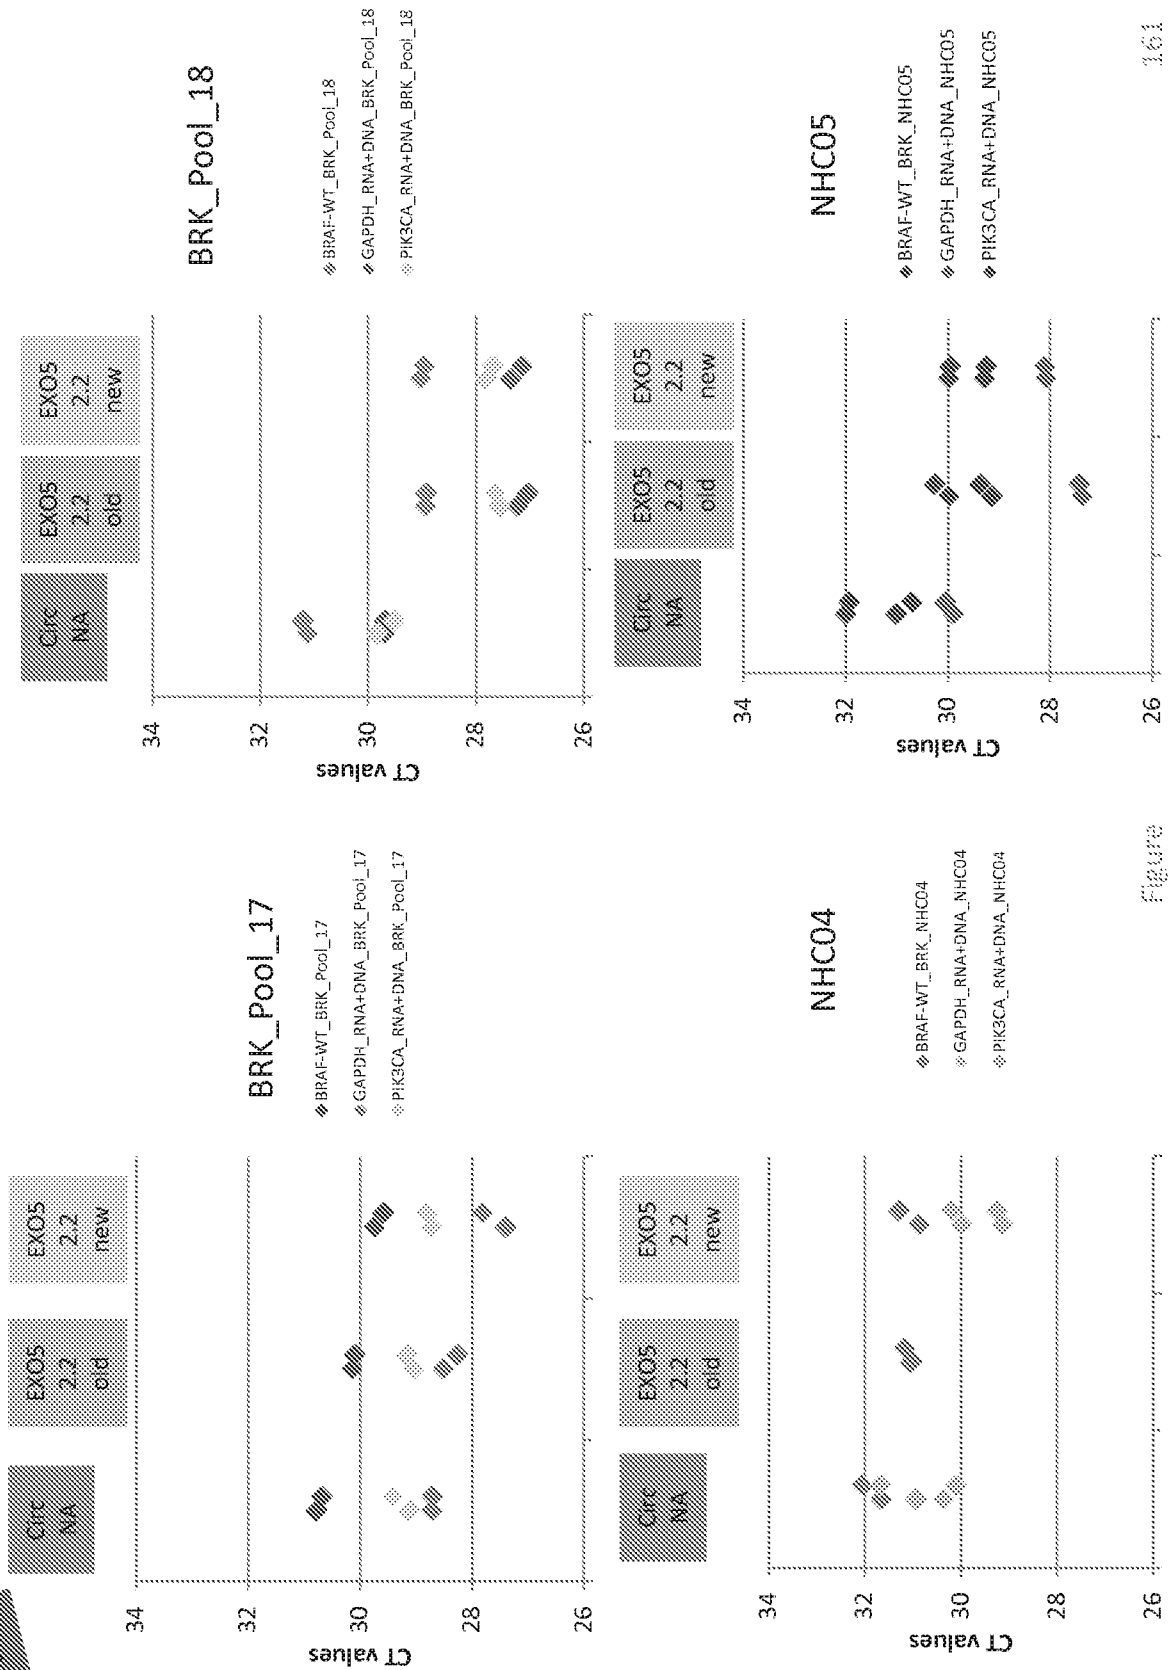 BRK_Pool_17
Circ
NA
EXO5
2.2
old
EXO5
2.2
new
34
32
30
28
26
CT values
BRAF-WT_BRK_Pool_17
GAPDH_RNA+DNA_BRK_Pool_17
PIK3CA_RNA+DNA_BRK_Pool_17
BRK_Pool_18
Circ
NA
EXO5
2.2
old
EXO5
2.2
new
34
32
30
28
26
CT values
BRAF-WT_BRK_Pool_18
GAPDH_RNA+DNA_BRK_Pool_18
PIK3CA_RNA+DNA_BRK_Pool_18
NHC04
Circ
NA
EXO5
2.2
old
EXO5
2.2
new
34
32
30
28
26
CT values
BRAF-WT_BRK_NHC04
GAPDH_RNA+DNA_NHC04
PIK3CA_RNA+DNA_NHC04
NHC05
Circ
NA
EXO5
2.2
old
EXO5
2.2
new
34
32
30
28
26
CT values
BRAF-WT_BRK_NHC05
GAPDH_RNA+DNA_NHC05
PIK3CA_RNA+DNA_NHC05
Figure 161